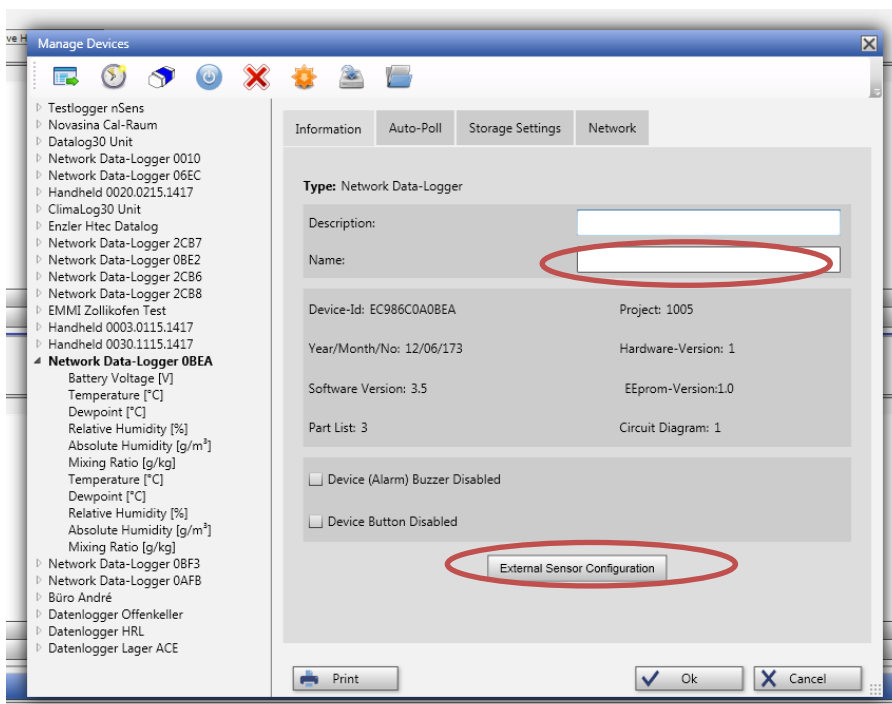 ve H
Manage Devices
Testlogger nSens
Novasina Cal-Raum
Datalog30 Unit
Network Data-Logger 0010
Network Data-Logger 06EC
Handheld 0020.0215.1417
ClimaLog30 Unit
Enzler Htec Datalog
Network Data-Logger 2CB7
Network Data-Logger 0BE2
Network Data-Logger 2CB6
Network Data-Logger 2CB8
EMMI Zollikofen Test
Handheld 0003.0115.1417
Handheld 0030.1115.1417
Network Data-Logger 0BEA
Battery Voltage [V]
Temperature [°C]
Dewpoint [°C]
Relative Humidity [%]
Absolute Humidity [g/m³]
Mixing Ratio [g/kg]
Temperature [°C]
Dewpoint [°C]
Relative Humidity [%]
Absolute Humidity [g/m³]
Mixing Ratio [g/kg]
Network Data-Logger 0BF3
Network Data-Logger 0AFB
Büro André
Datenlogger Offenkeller
Datenlogger HRL
Datenlogger Lager ACE
Information Auto-Poll Storage Settings Network
Type: Network Data-Logger
Description:
Name:
Device-Id: EC986C0A0BEA Project: 1005
Year/Month/No: 12/06/173 Hardware-Version: 1
Software Version: 3.5 EEprom-Version:1.0
Part List: 3 Circuit Diagram: 1
Device (Alarm) Buzzer Disabled
Device Button Disabled
External Sensor Configuration
Print Ok Cancel